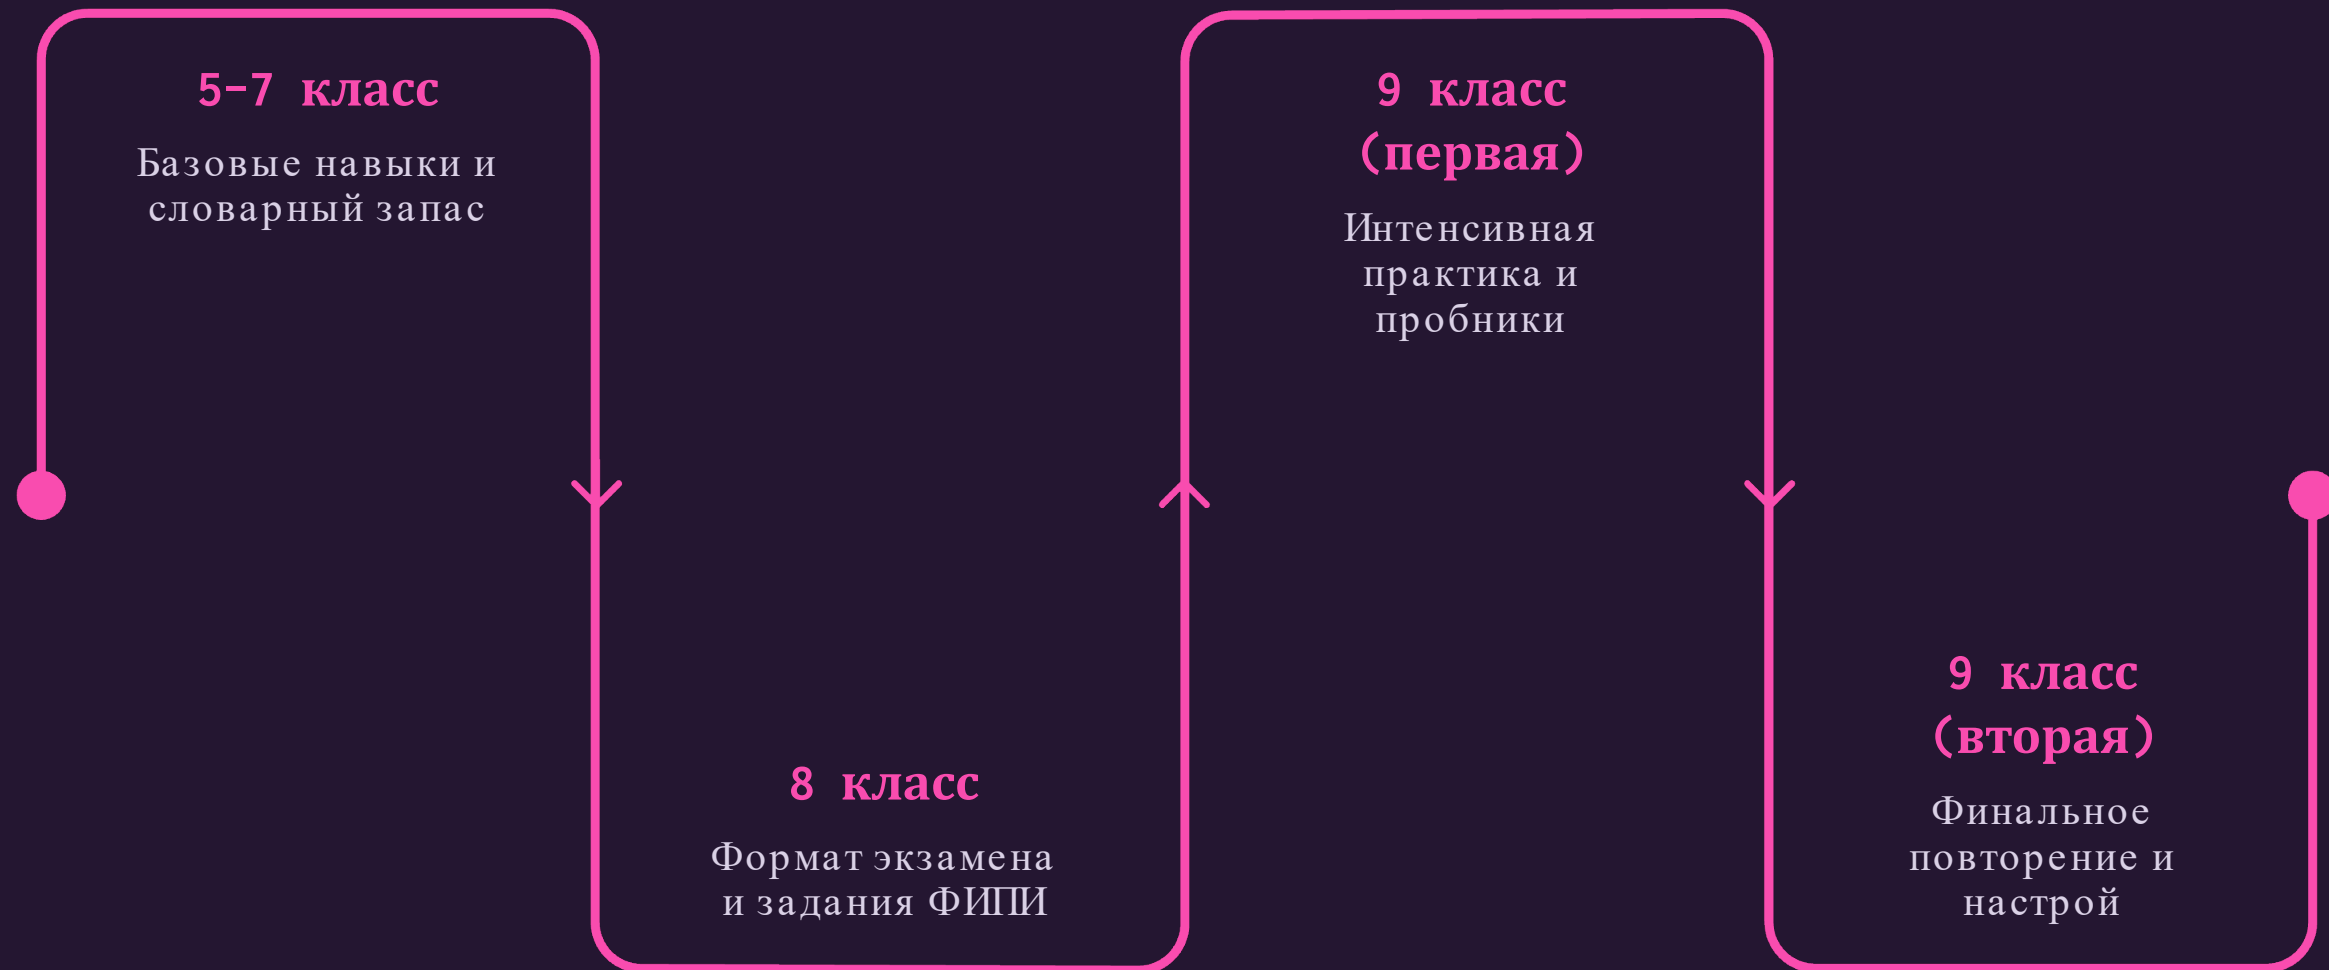 5-7 класс
Базовые навыки и
словарный запас
8 класс
Формат экзамена
и задания ФИПИ
9 класс
(первая)
Интенсивная
практика и
пробники
9 класс
(вторая)
Финальное
повторение и
настрой